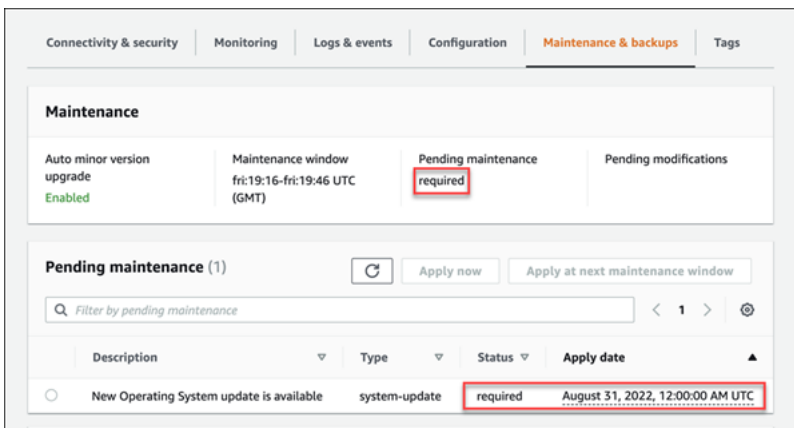 Connectivity & security Monitoring Logs & events Configuration Maintenance & backups Tags
Maintenance
Auto minor version upgrade
Enabled
Maintenance window
fri:19:16-fri:19:46 UTC
(GMT)
Pending maintenance
required
Pending modifications
Pending maintenance (1) Apply now Apply at next maintenance window
Filter by pending maintenance 1
Description Type Status Apply date
New Operating System update is available system-update required August 31, 2022, 12:00:00 AM UTC